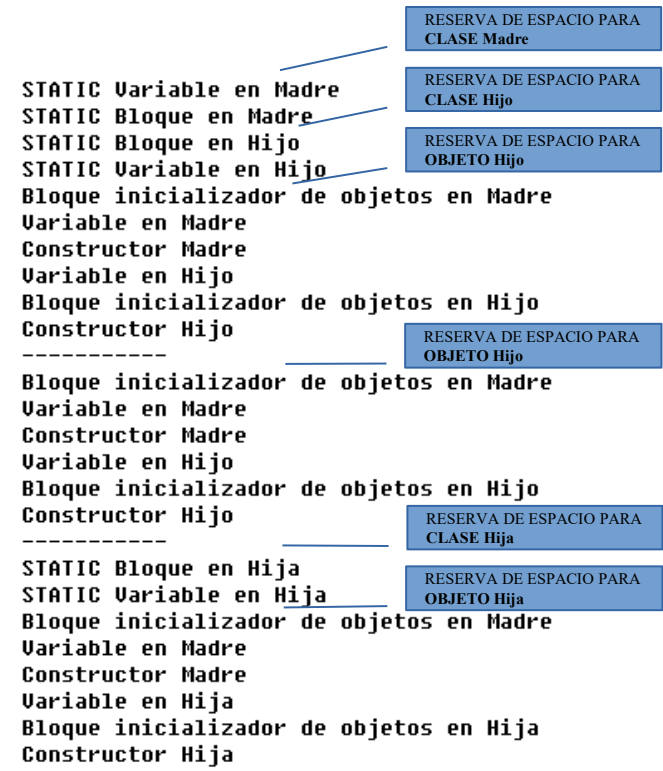 RESERVA DE ESPACIO PARA
CLASE Madre
STATIC Variable en Madre
RESERVA DE ESPACIO PARA
CLASE Hijo
STATIC Bloque en Madre
STATIC Bloque en Hijo
RESERVA DE ESPACIO PARA
OBJETO Hijo
STATIC Variable en Hijo
Bloque inicializador de objetos en Madre
Variable en Madre
Constructor Madre
Variable en Hijo
Bloque inicializador de objetos en Hijo
Constructor Hijo
RESERVA DE ESPACIO PARA
OBJETO Hijo
-----------
Bloque inicializador de objetos en Madre
Variable en Madre
Constructor Madre
Variable en Hijo
Bloque inicializador de objetos en Hijo
Constructor Hijo
RESERVA DE ESPACIO PARA
CLASE Hija
-----------
STATIC Bloque en Hija
RESERVA DE ESPACIO PARA
OBJETO Hija
STATIC Variable en Hija
Bloque inicializador de objetos en Madre
Variable en Madre
Constructor Madre
Variable en Hija
Bloque inicializador de objetos en Hija
Constructor Hija